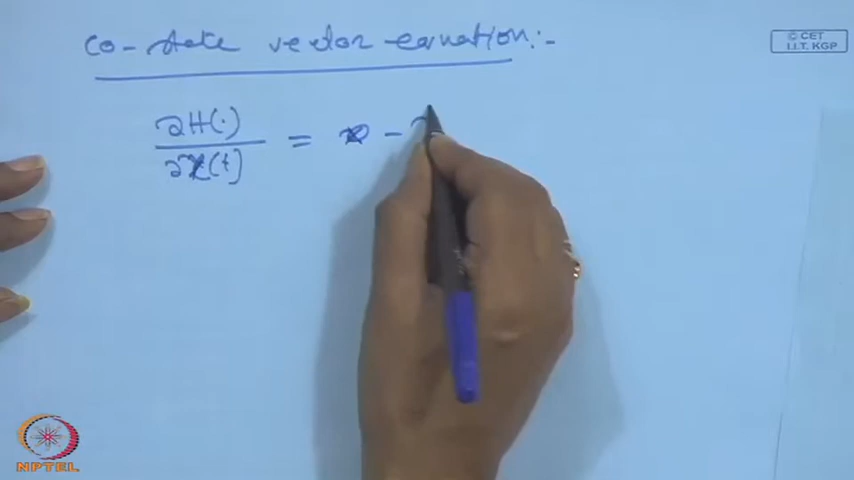 co-state vector equation:-
© CET
I.I.T. KGP
∂H(·)
∂x(t)
= -
NPTEL